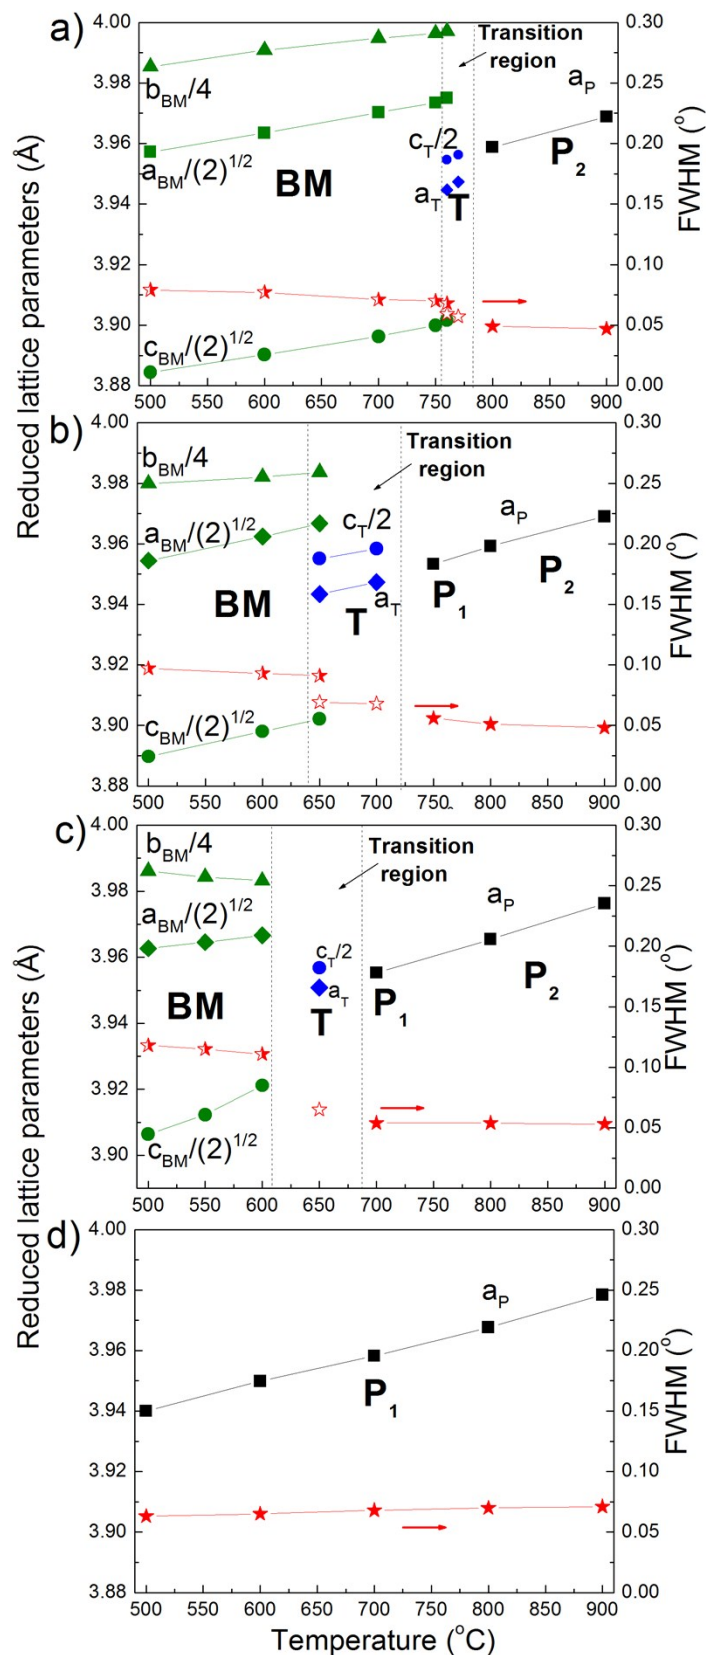 a)
4.00
3.98
3.96
3.94
3.92
3.90
3.88
0.30
0.25
0.20
0.15
0.10
0.05
0.00
500 550 600 650 700 750 800 850 900
Transition
region
b_BM/4
a_BM/(2)^1/2
c_BM/(2)^1/2
BM
c_T/2
a_T
T
a_P
P_2
FWHM (°)
Reduced lattice parameters (Å)
b)
4.00
3.98
3.96
3.94
3.92
3.90
3.88
0.30
0.25
0.20
0.15
0.10
0.05
0.00
500 550 600 650 700 750 800 850 900
Transition
region
b_BM/4
a_BM/(2)^1/2
c_BM/(2)^1/2
BM
c_T/2
a_T
T
a_P
P_1
P_2
FWHM (°)
c)
4.00
3.98
3.96
3.94
3.92
3.90
0.30
0.25
0.20
0.15
0.10
0.05
0.00
500 550 600 650 700 750 800 850 900
Transition
region
b_BM/4
a_BM/(2)^1/2
c_BM/(2)^1/2
BM
c_T/2
a_T
T
a_P
P_1
P_2
FWHM (°)
Reduced lattice parameters (Å)
d)
4.00
3.98
3.96
3.94
3.92
3.90
3.88
0.30
0.25
0.20
0.15
0.10
0.05
0.00
500 550 600 650 700 750 800 850 900
a_P
P_1
FWHM (°)
Temperature (°C)